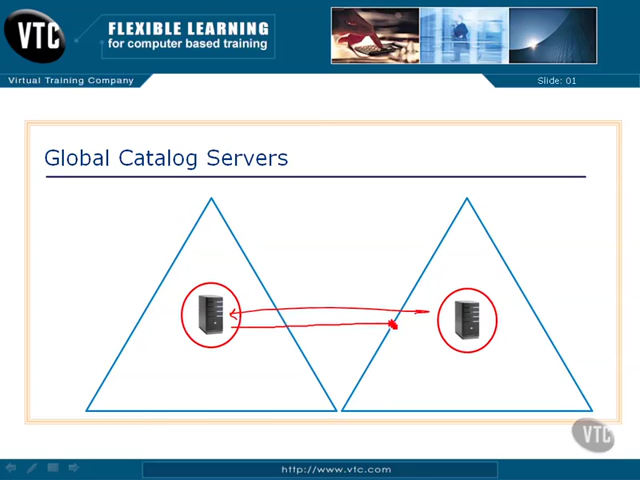 VTC
FLEXIBLE LEARNING
for computer based training
Virtual Training Company
Slide: 01
Global Catalog Servers
VTC
http://www.vtc.com